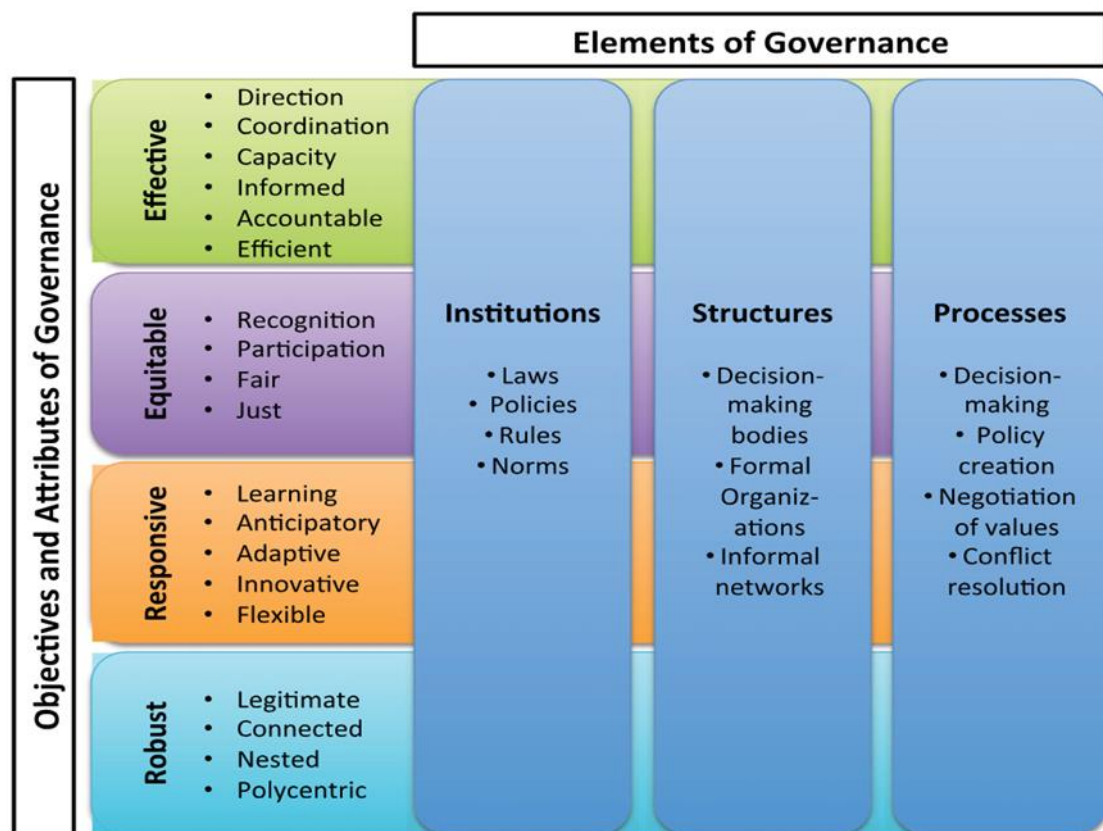 Elements of Governance
Objectives and Attributes of Governance
Effective
• Direction
• Coordination
• Capacity
• Informed
• Accountable
• Efficient
Equitable
• Recognition
• Participation
• Fair
• Just
Responsive
• Learning
• Anticipatory
• Adaptive
• Innovative
• Flexible
Robust
• Legitimate
• Connected
• Nested
• Polycentric
Institutions
• Laws
• Policies
• Rules
• Norms
Structures
• Decision-
making
bodies
• Formal
Organiz-
ations
• Informal
networks
Processes
• Decision-
making
• Policy
creation
• Negotiation
of values
• Conflict
resolution